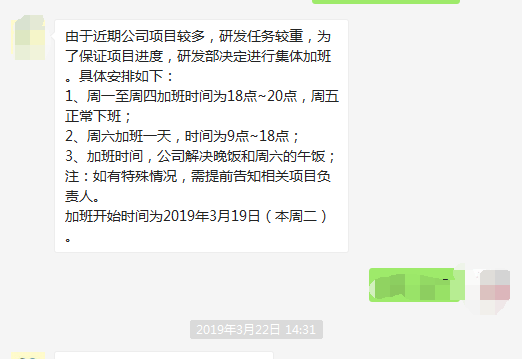 由于近期公司项目较多，研发任务较重，为
了保证项目进度，研发部决定进行集体加班
。具体安排如下：
1、周一至周四加班时间为18点~20点，周五
正常下班；
2、周六加班一天，时间为9点~18点；
3、加班时间，公司解决晚饭和周六的午饭；
注：如有特殊情况，需提前告知相关项目负
责人。
加班开始时间为2019年3月19日（本周二）
。
2019年3月22日 14:31